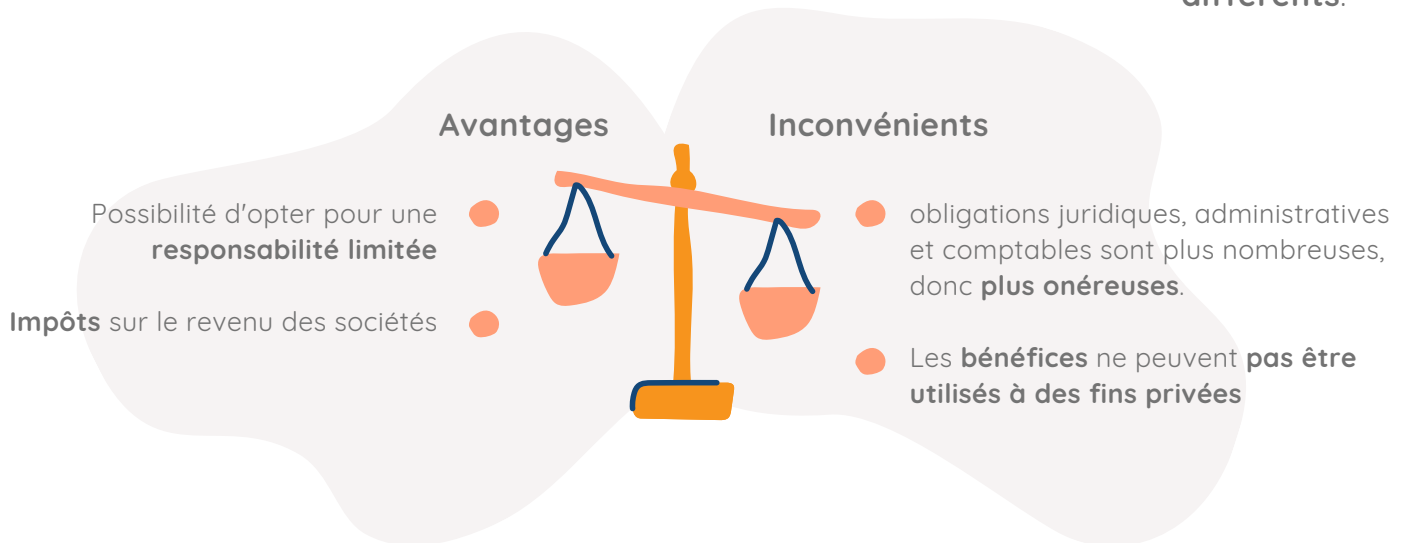 différents.
Avantages
Possibilité d'opter pour une
responsabilité limitée
Impôts sur le revenu des sociétés
Inconvénients
obligations juridiques, administratives
et comptables sont plus nombreuses,
donc plus onéreuses.
Les bénéfices ne peuvent pas être
utilisés à des fins privées